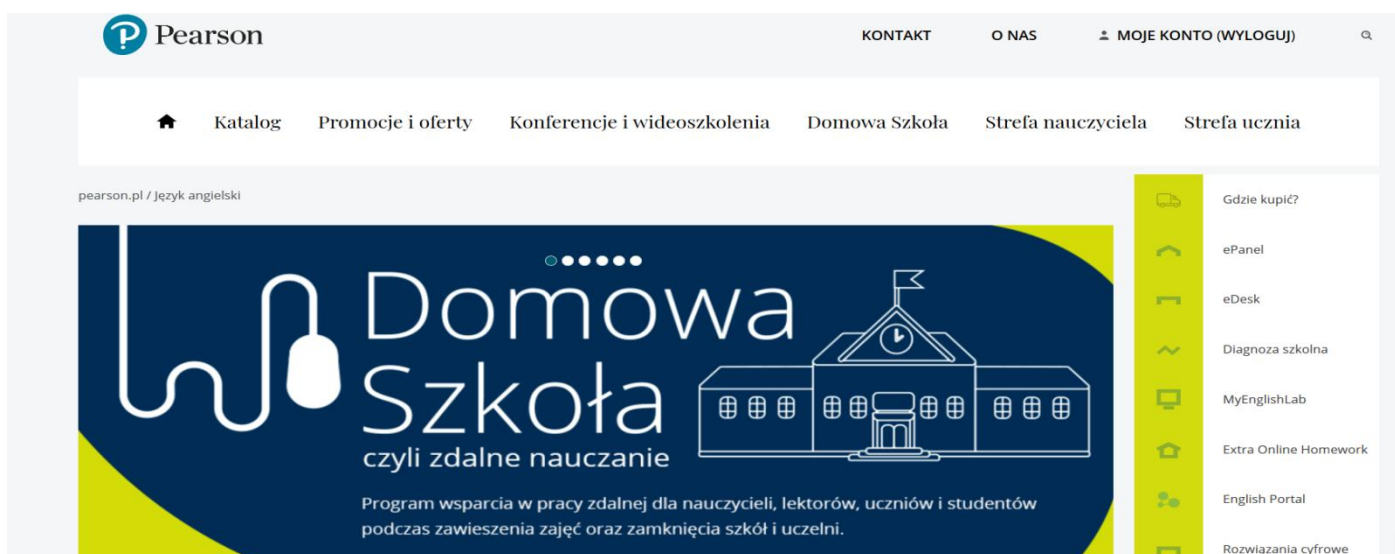 Pearson
KONTAKT O NAS MOJE KONTO (WYLOGUJ)
Katalog Promocje i oferty Konferencje i wideoszkolenia Domowa Szkoła Strefa nauczyciela Strefa ucznia
pearson.pl / Język angielski
Domowa
Szkoła
czyli zdalne nauczanie
Program wsparcia w pracy zdalnej dla nauczycieli, lektorów, uczniów i studentów
podczas zawieszenia zajęć oraz zamknięcia szkół i uczelni.
Gdzie kupić?
ePanel
eDesk
Diagnoza szkolna
MyEnglishLab
Extra Online Homework
English Portal
Rozwiązania cyfrowe